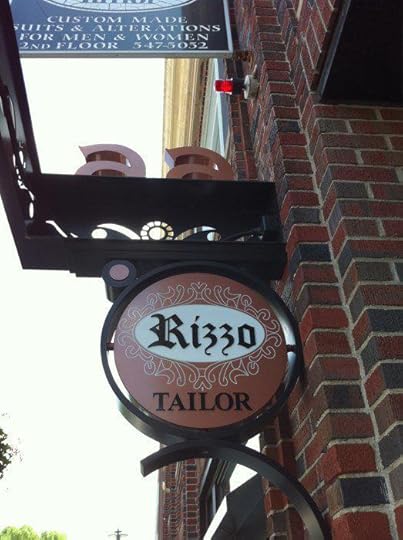 CUSTOM MADE
SUITS & ALTERATIONS
FOR MEN & WOMEN
2ND FLOOR 547-5052
Rizzo
TAILOR